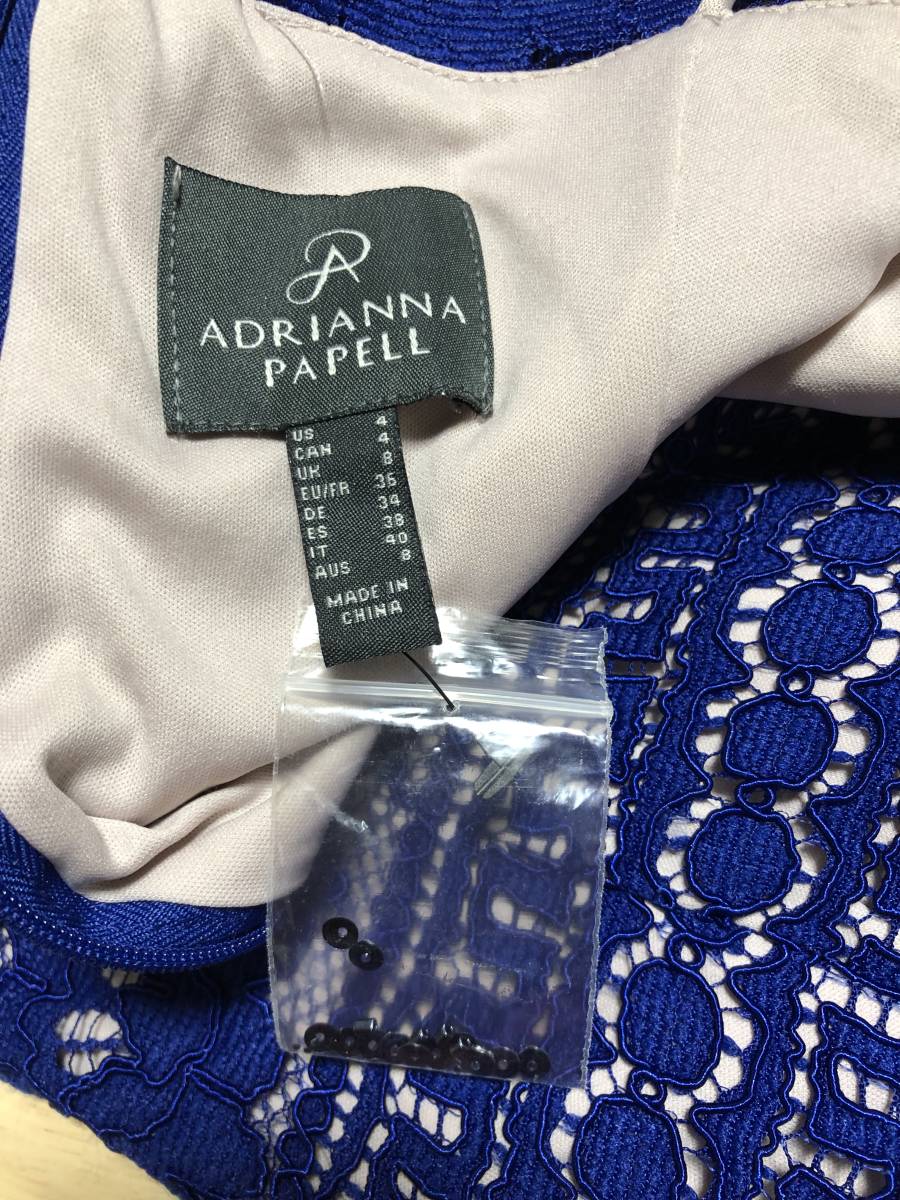 ADRIANNA
PAPELL
US 4
CAN 4
UK 8
EU/FR 36
DE 34
ES 38
IT 40
AUS 8
MADE IN
CHINA